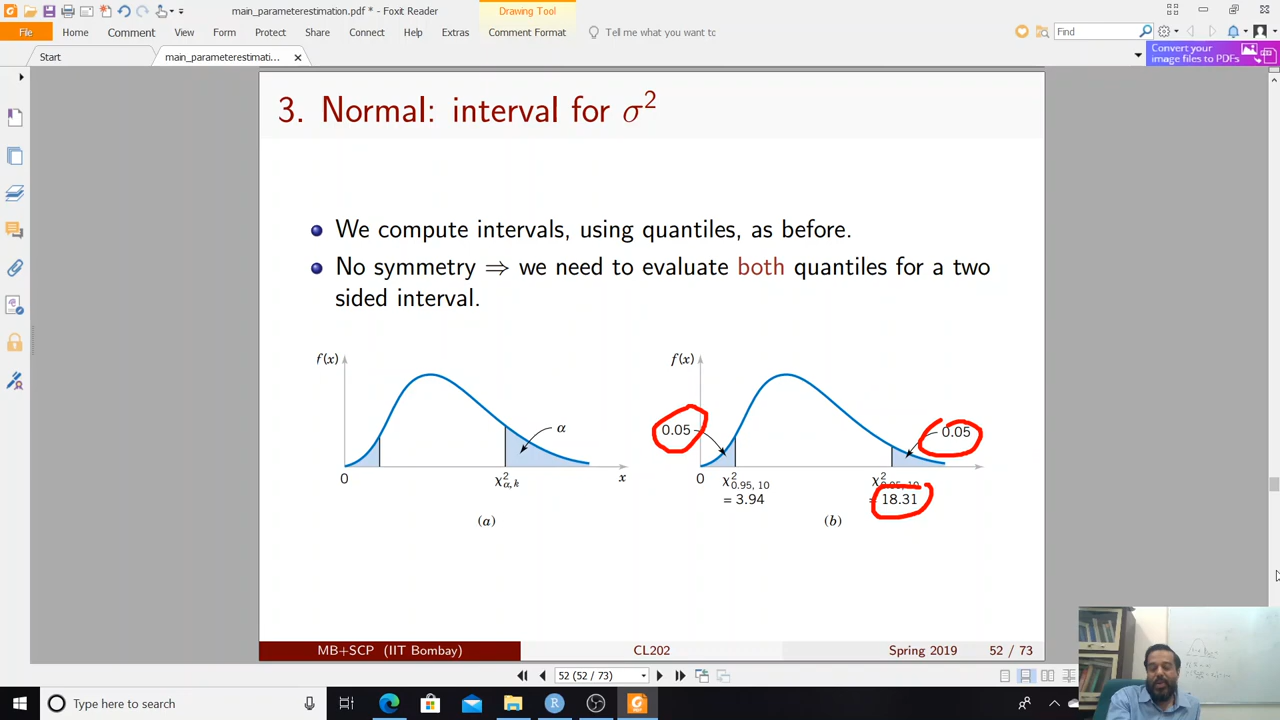 main_parameterestimation.pdf * - Foxit Reader
Drawing Tool
File Home Comment View Form Protect Share Connect Help Extras Comment Format Tell me what you want to Find
Convert your
image files to PDFs
Start main_parameterestimati...
3. Normal: interval for σ²
We compute intervals, using quantiles, as before.
No symmetry ⇒ we need to evaluate both quantiles for a two
sided interval.
f(x)
α
0
χ²α,k
x
(a)
f(x)
0.05
0.05
0
χ²0.95, 10
= 3.94
χ²0.05, 10
= 18.31
(b)
MB+SCP (IIT Bombay) CL202 Spring 2019 52 / 73
52 (52 / 73)
Type here to search